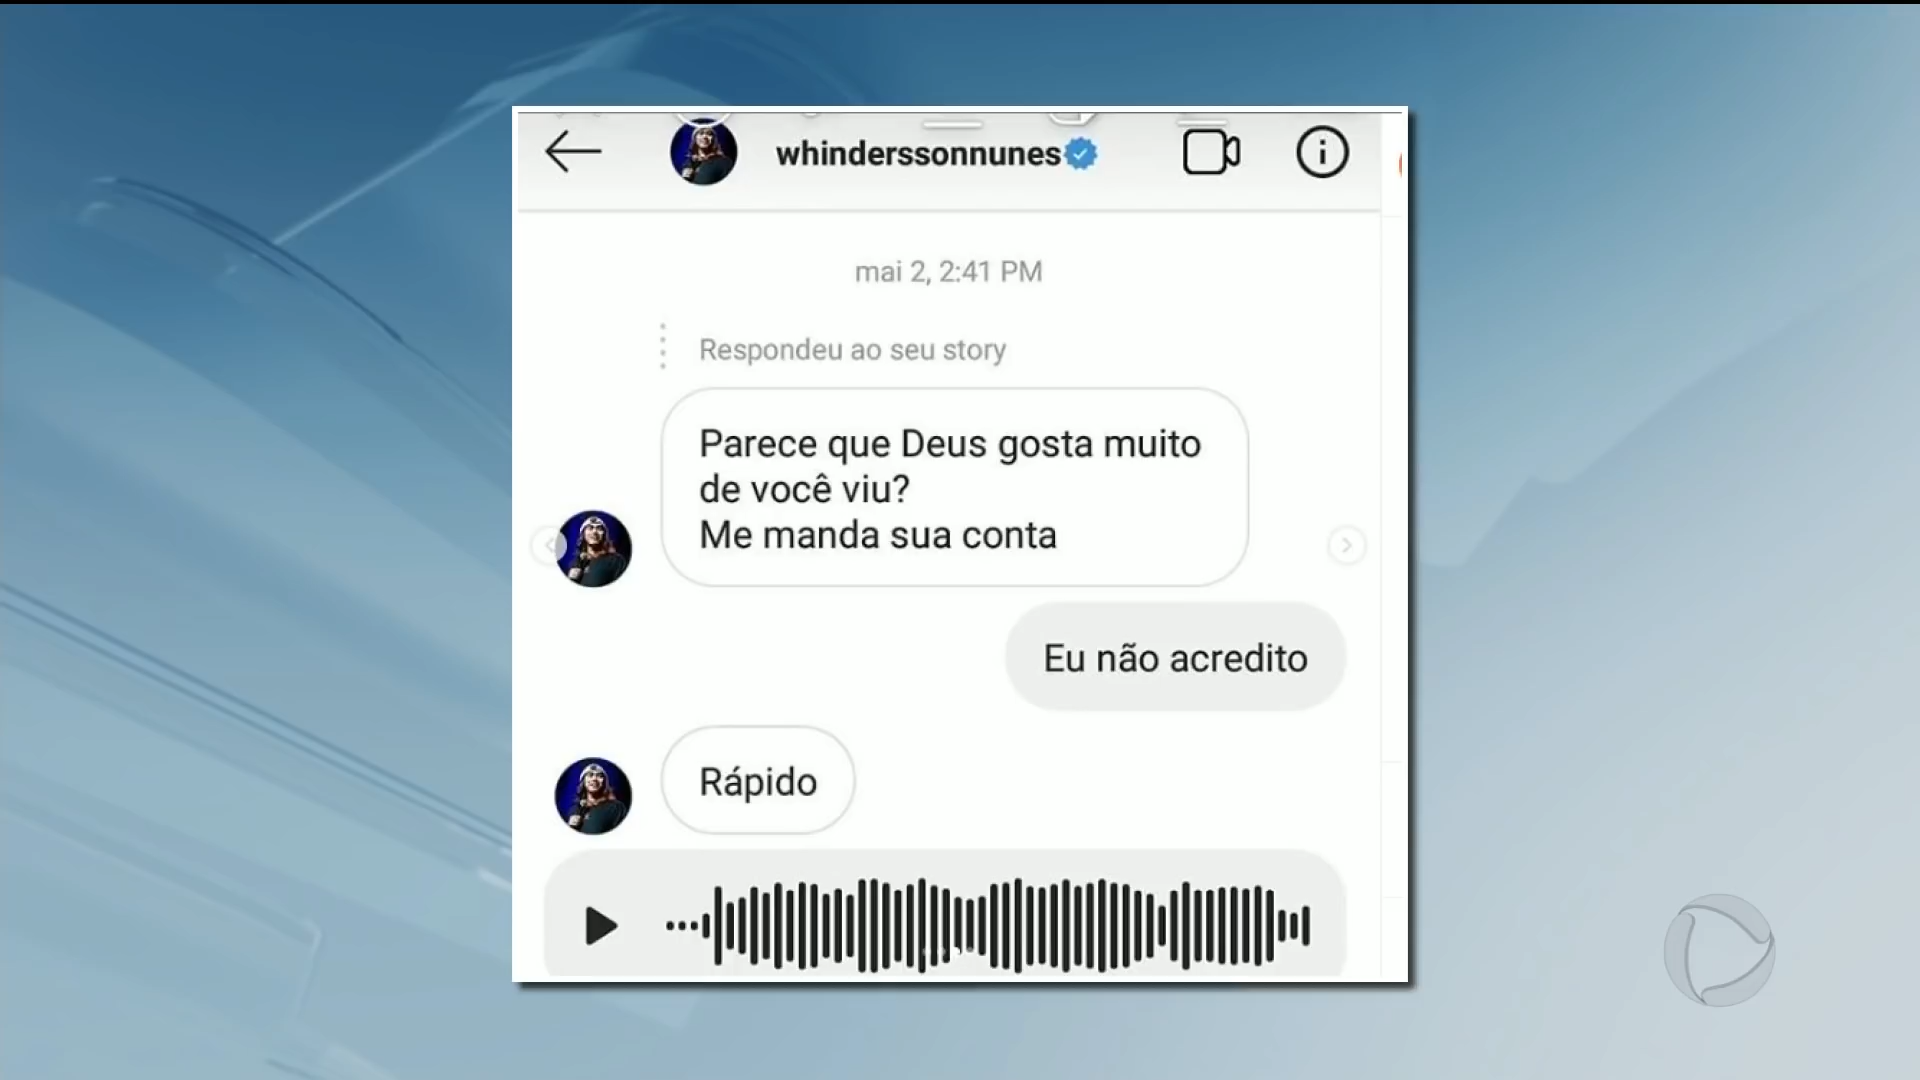 whinderssonnunes
mai 2, 2:41 PM
Respondeu ao seu story
Parece que Deus gosta muito
de você viu?
Me manda sua conta
Eu não acredito
Rápido